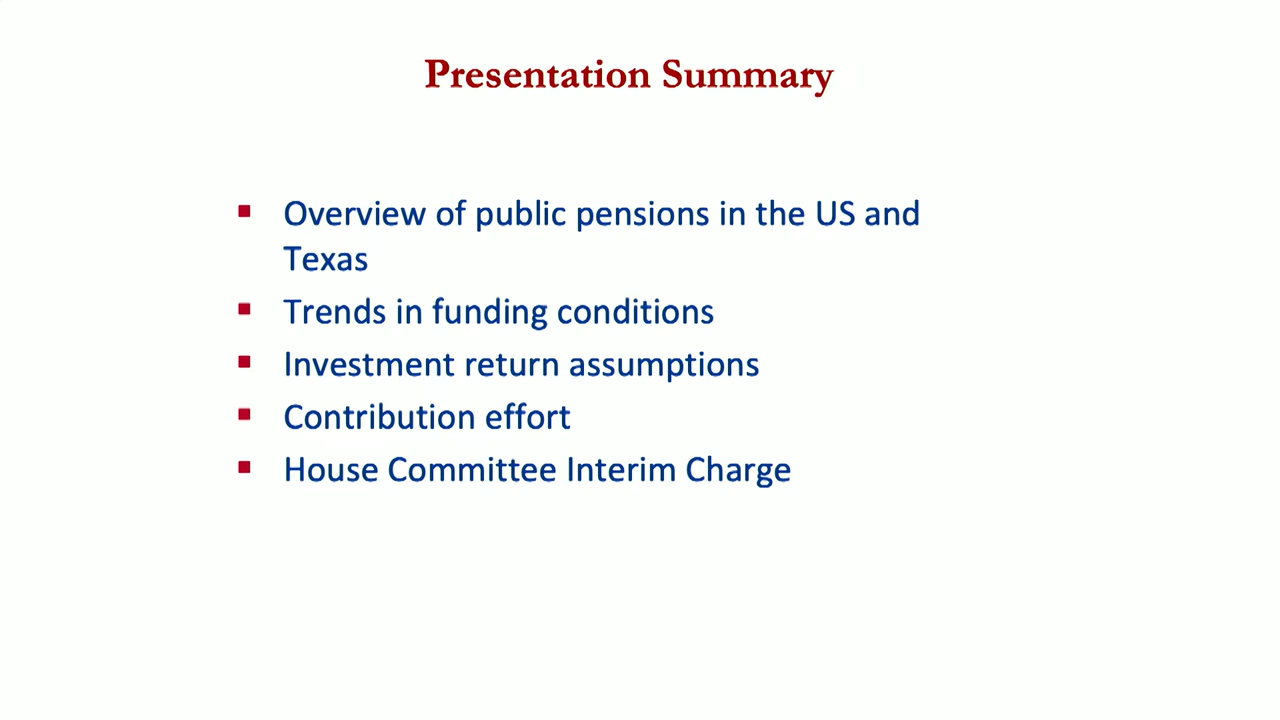 Presentation Summary
▪ Overview of public pensions in the US and
Texas
▪ Trends in funding conditions
▪ Investment return assumptions
▪ Contribution effort
▪ House Committee Interim Charge